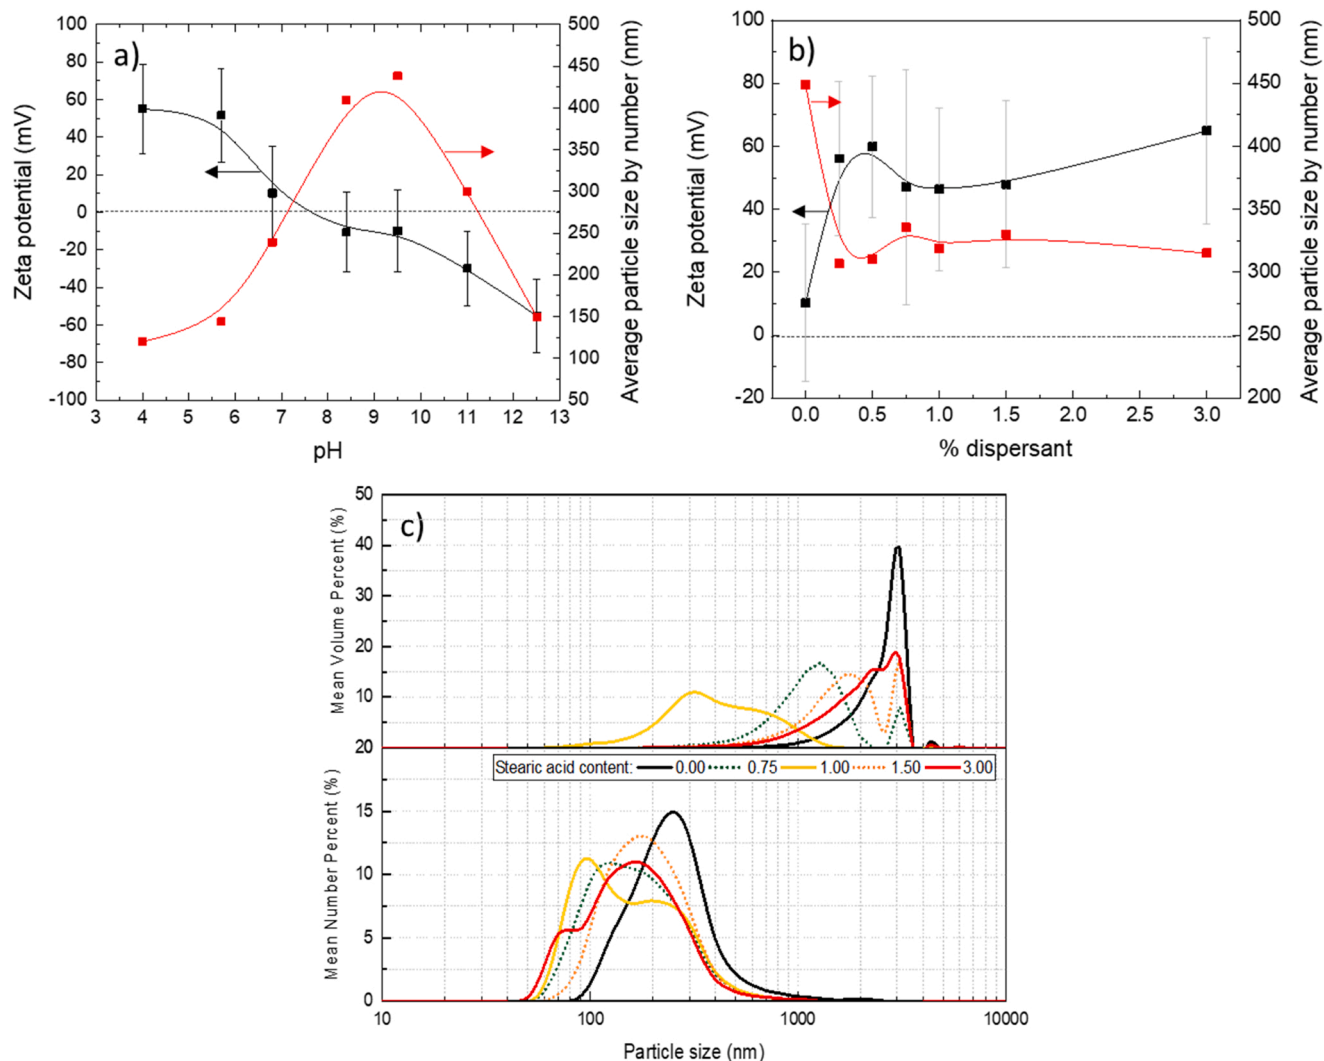 a)
Zeta potential (mV)
100
80
60
40
20
0
-20
-40
-60
-80
-100
3 4 5 6 7 8 9 10 11 12 13
pH
500
450
400
350
300
250
200
150
100
50
Average particle size by number (nm)
b)
Zeta potential (mV)
100
80
60
40
20
0
-20
0.0 0.5 1.0 1.5 2.0 2.5 3.0
% dispersant
500
450
400
350
300
250
200
Average particle size by number (nm)
c)
Mean Volume Percent (%)
50
40
30
20
10
20
Stearic acid content: 0.00 0.75 1.00 1.50 3.00
Mean Number Percent (%)
15
10
5
0
10 100 1000 10000
Particle size (nm)